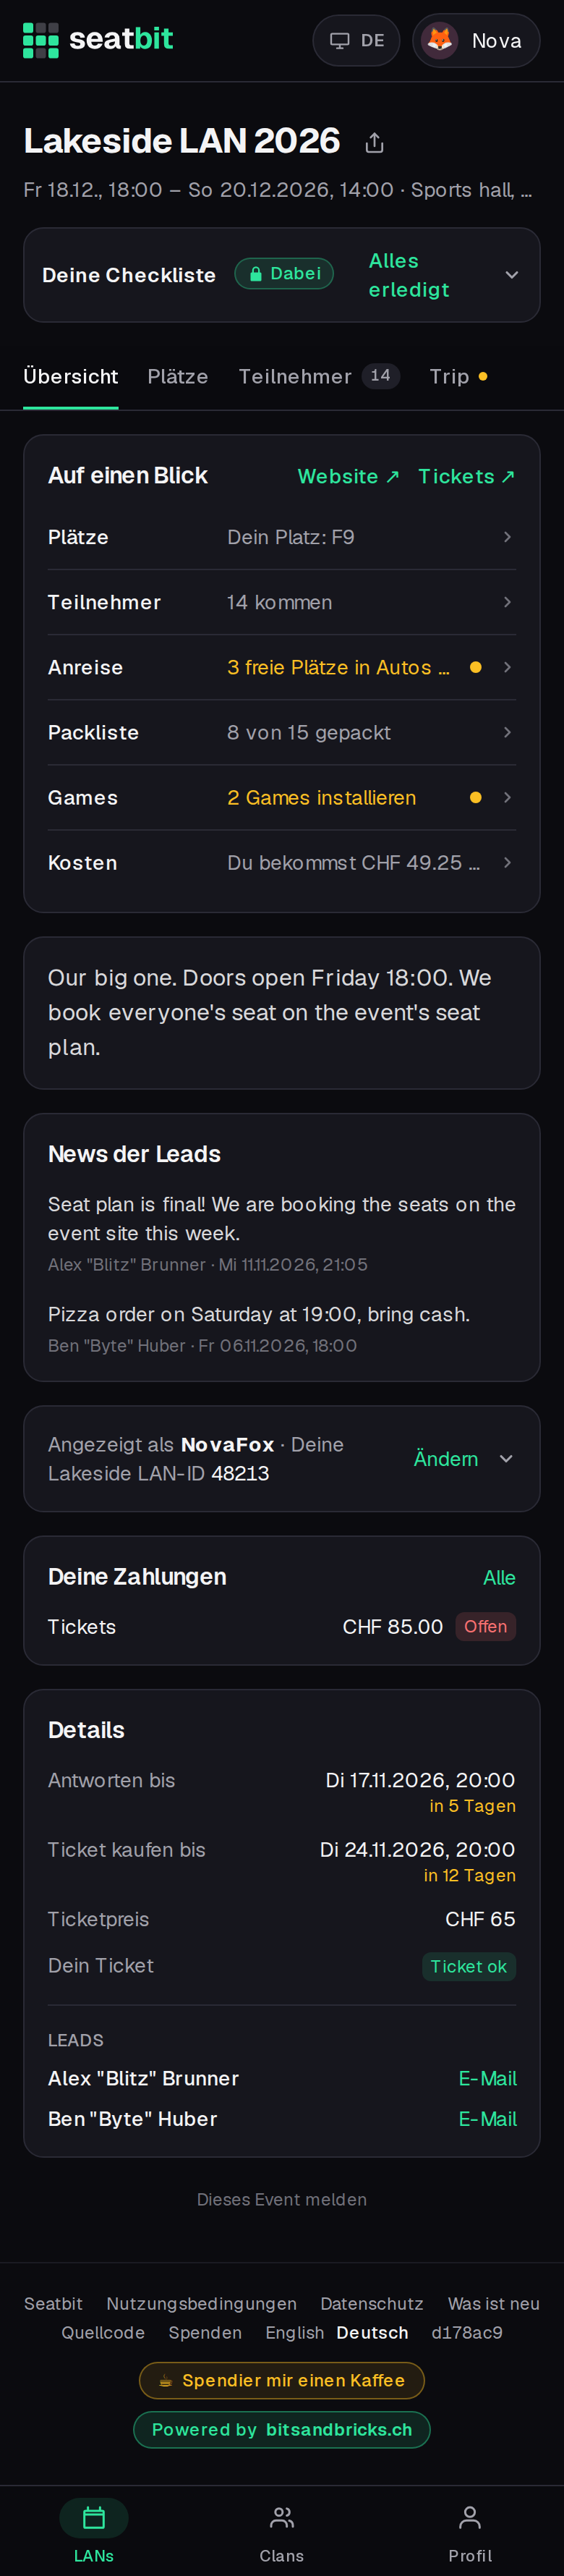 seatbit
DE
Nova
Lakeside LAN 2026
Fr 18.12., 18:00 – So 20.12.2026, 14:00 · Sports hall, ...
Deine Checkliste
Dabei
Alles
erledigt
Übersicht
Plätze
Teilnehmer 14
Trip
Auf einen Blick
Website ↗
Tickets ↗
Plätze
Dein Platz: F9
Teilnehmer
14 kommen
Anreise
3 freie Plätze in Autos ...
Packliste
8 von 15 gepackt
Games
2 Games installieren
Kosten
Du bekommst CHF 49.25 ...
Our big one. Doors open Friday 18:00. We
book everyone's seat on the event's seat
plan.
News der Leads
Seat plan is final! We are booking the seats on the
event site this week.
Alex "Blitz" Brunner · Mi 11.11.2026, 21:05
Pizza order on Saturday at 19:00, bring cash.
Ben "Byte" Huber · Fr 06.11.2026, 18:00
Angezeigt als NovaFox · Deine
Lakeside LAN-ID 48213
Ändern
Deine Zahlungen
Alle
Tickets
CHF 85.00
Offen
Details
Antworten bis
Di 17.11.2026, 20:00
in 5 Tagen
Ticket kaufen bis
Di 24.11.2026, 20:00
in 12 Tagen
Ticketpreis
CHF 65
Dein Ticket
Ticket ok
LEADS
Alex "Blitz" Brunner
E-Mail
Ben "Byte" Huber
E-Mail
Dieses Event melden
Seatbit Nutzungsbedingungen Datenschutz Was ist neu
Quellcode Spenden English Deutsch d178ac9
Spendier mir einen Kaffee
Powered by bitsandbricks.ch
LANs
Clans
Profil